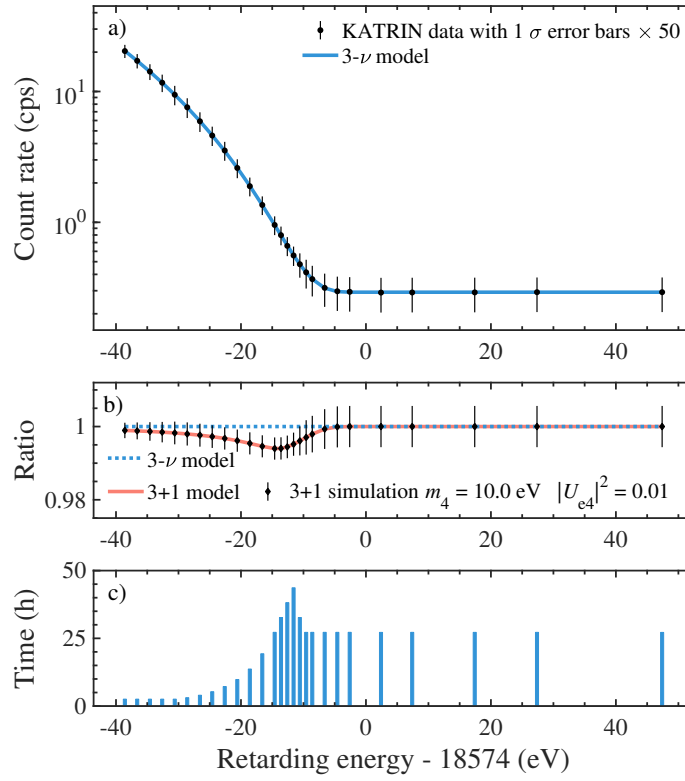 a)
KATRIN data with 1 σ error bars × 50
3-ν model
10¹
10⁰
Count rate (cps)
-40 -20 0 20 40
b)
1
0.98
Ratio
3-ν model
3+1 model
3+1 simulation m₄ = 10.0 eV |Uₑ₄|² = 0.01
-40 -20 0 20 40
c)
50
25
0
Time (h)
-40 -20 0 20 40
Retarding energy - 18574 (eV)